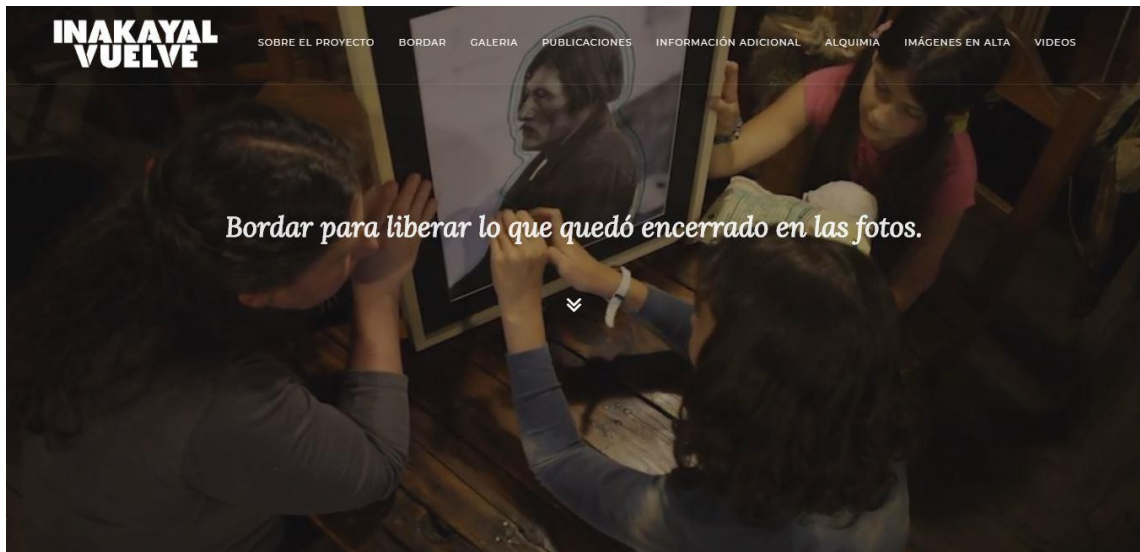 INAKAYAL
VUELVE
SOBRE EL PROYECTO BORDAR GALERIA PUBLICACIONES INFORMACIÓN ADICIONAL ALQUIMIA IMÁGENES EN ALTA VIDEOS
Bordar para liberar lo que quedó encerrado en las fotos.